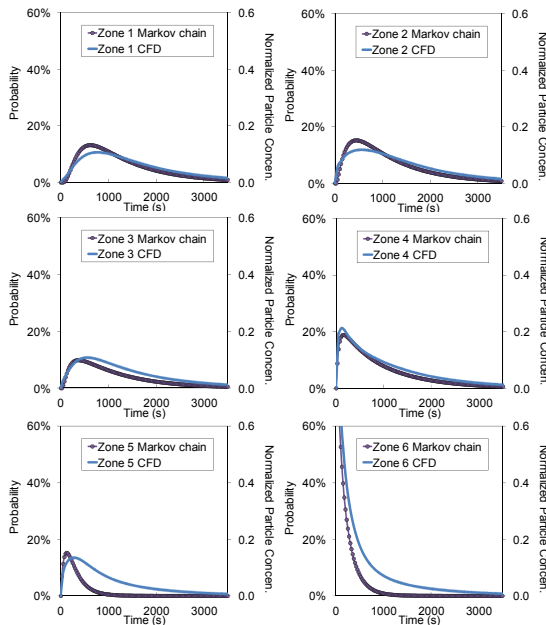 60%
40%
20%
0%
Probability
Zone 1 Markov chain
Zone 1 CFD
0.6
0.4
0.2
0.0
Normalized Particle Concen.
0 1000 2000 3000
Time (s)
60%
40%
20%
0%
Probability
Zone 2 Markov chain
Zone 2 CFD
0.6
0.4
0.2
0.0
Normalized Particle Concen.
0 1000 2000 3000
Time (s)
60%
40%
20%
0%
Probability
Zone 3 Markov chain
Zone 3 CFD
0.6
0.4
0.2
0.0
Normalized Particle Concen.
0 1000 2000 3000
Time (s)
60%
40%
20%
0%
Probability
Zone 4 Markov chain
Zone 4 CFD
0.6
0.4
0.2
0.0
Normalized Particle Concen.
0 1000 2000 3000
Time (s)
60%
40%
20%
0%
Probability
Zone 5 Markov chain
Zone 5 CFD
0.6
0.4
0.2
0.0
Normalized Particle Concen.
0 1000 2000 3000
Time (s)
60%
40%
20%
0%
Probability
Zone 6 Markov chain
Zone 6 CFD
0.6
0.4
0.2
0.0
Normalized Particle Concen.
0 1000 2000 3000
Time (s)